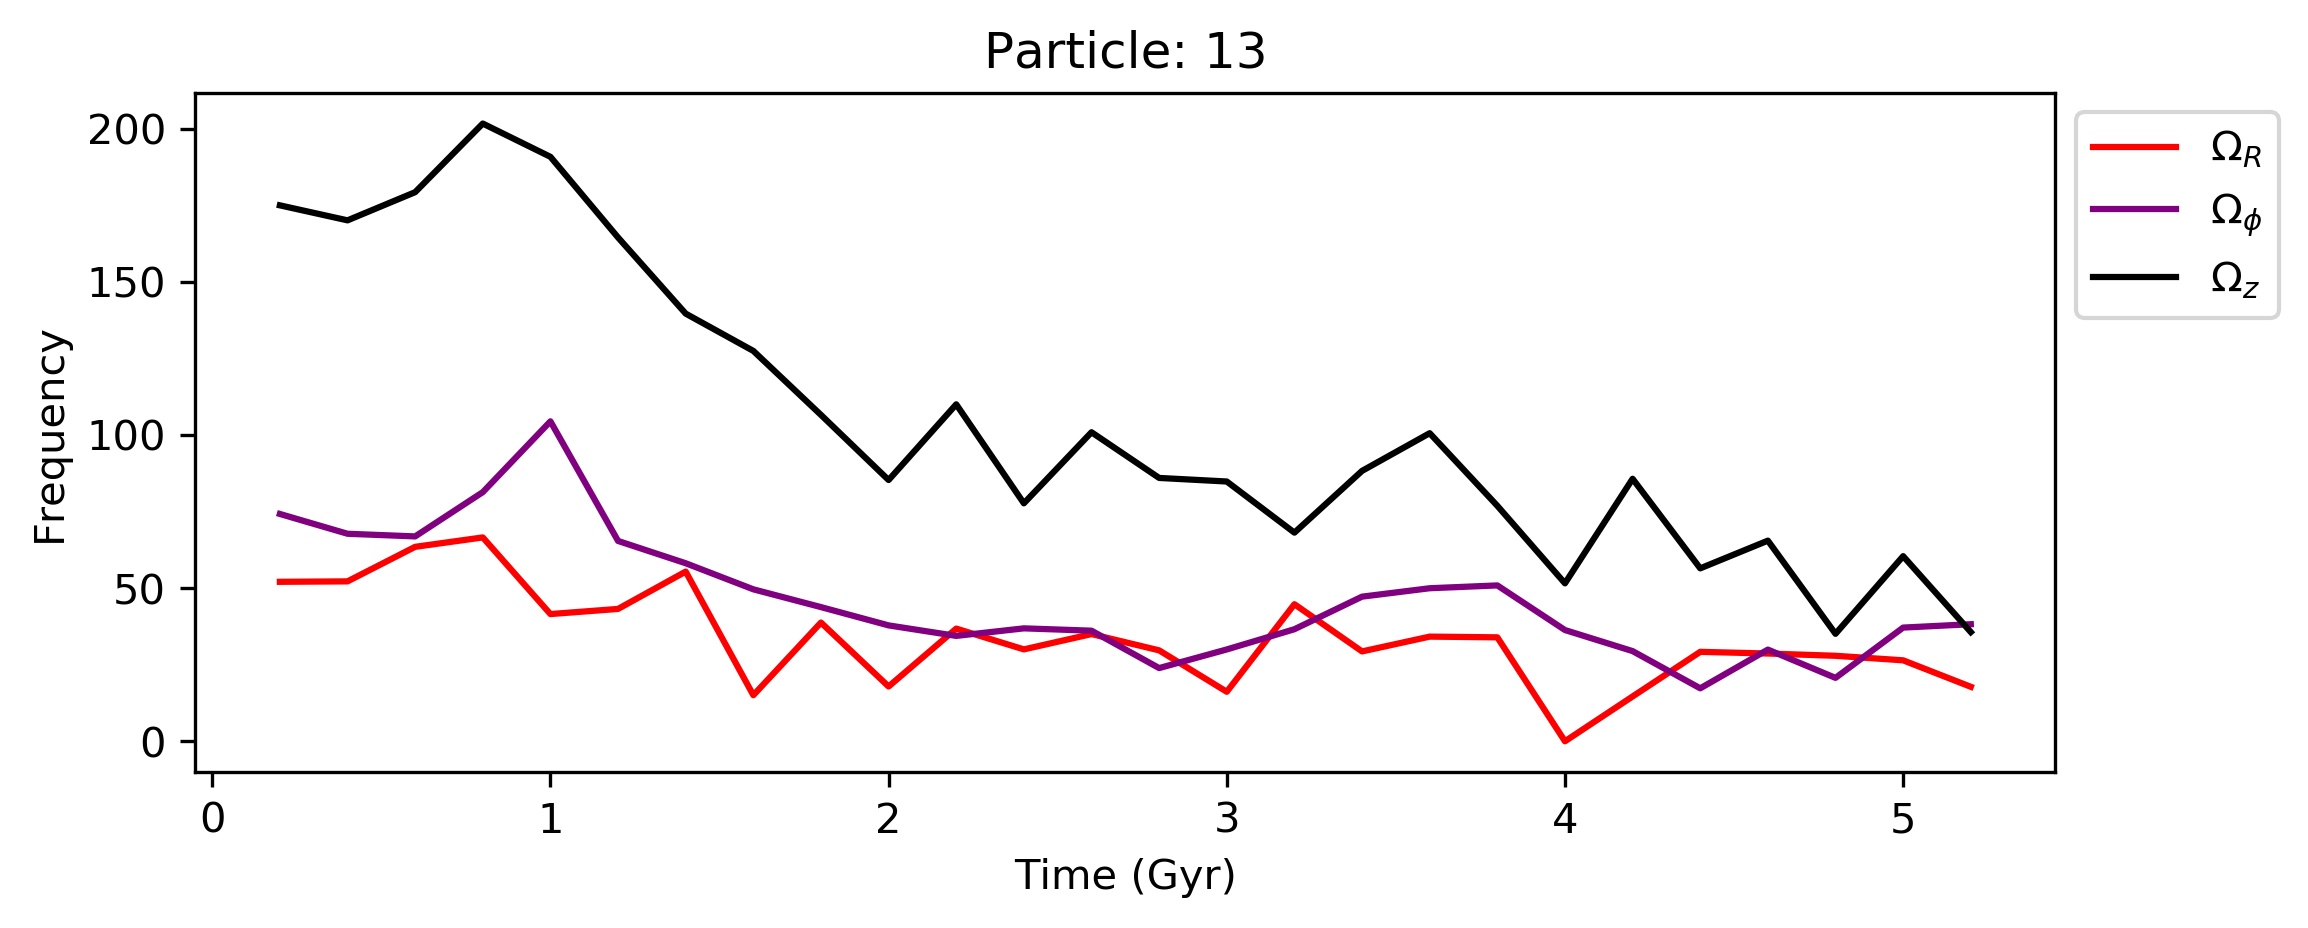 Particle: 13
200
150
100
50
0
Frequency
0 1 2 3 4 5
Time (Gyr)
Ω_R
Ω_ϕ
Ω_z